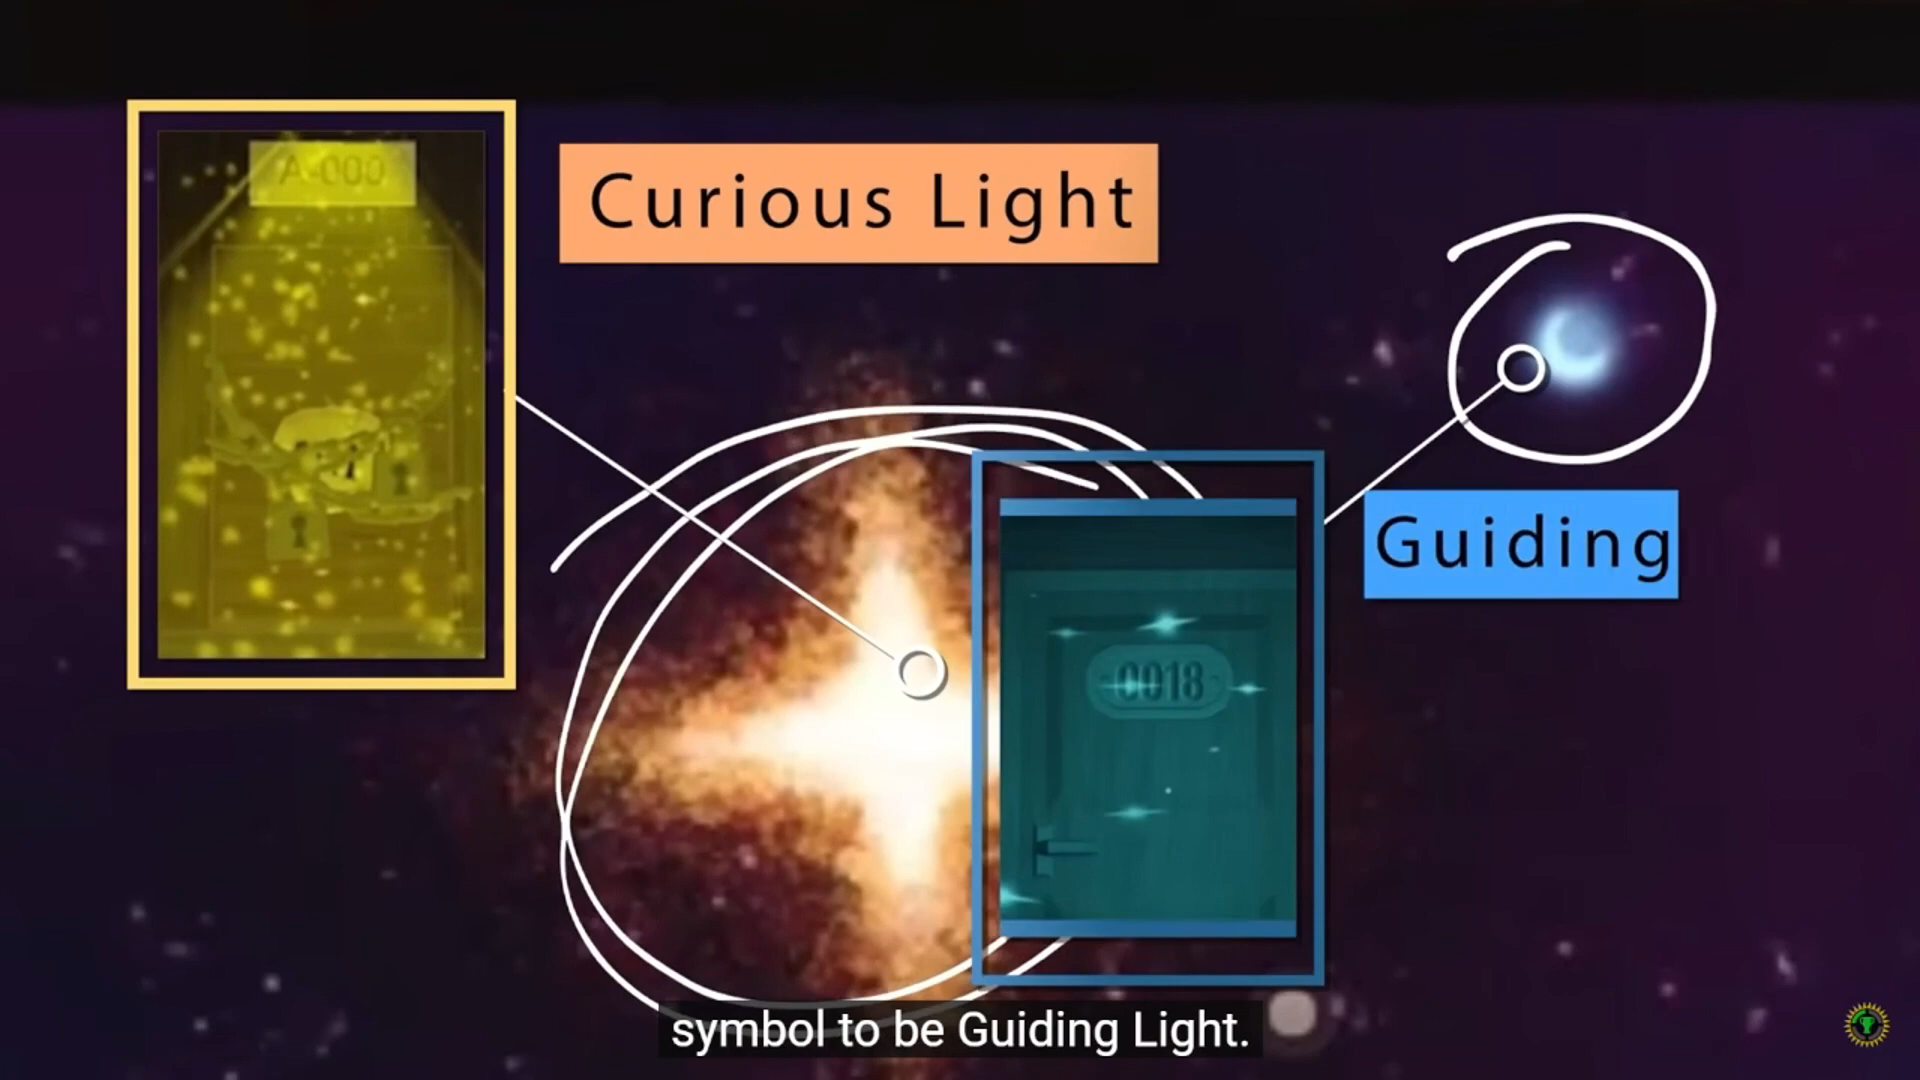 A-000
Curious Light
Guiding
0018
symbol to be Guiding Light.